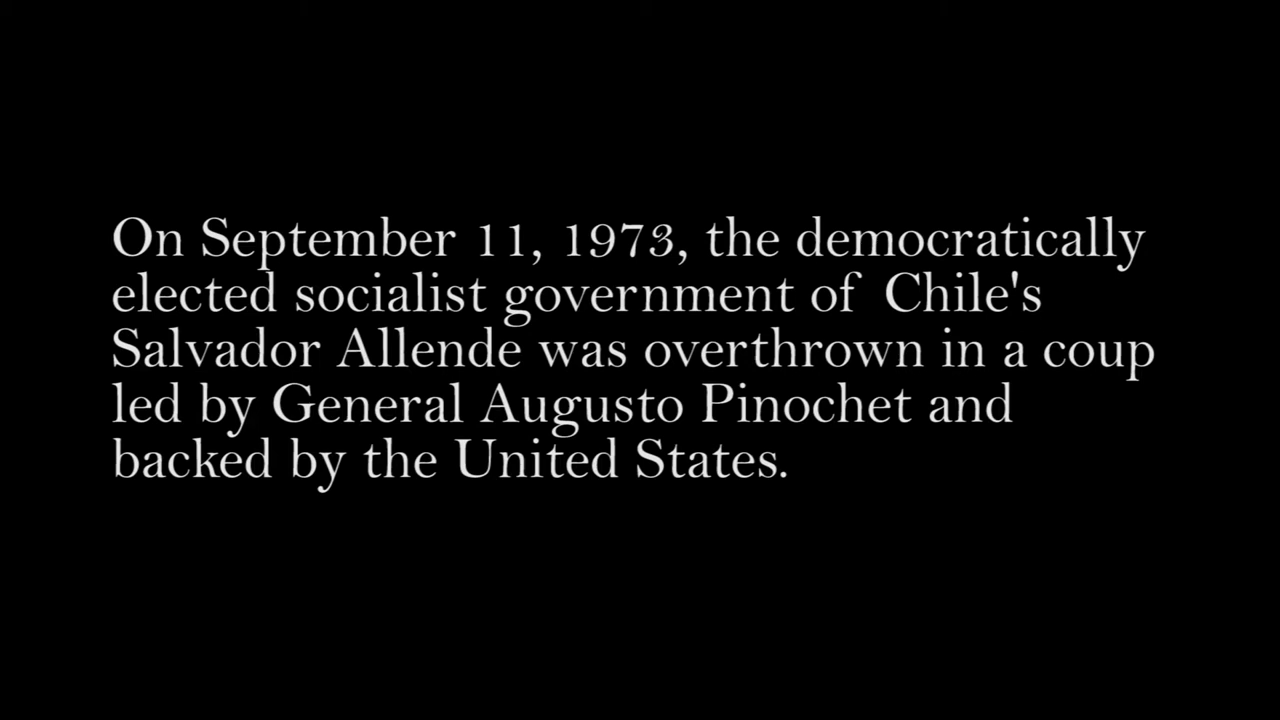 On September 11, 1973, the democratically
elected socialist government of Chile's
Salvador Allende was overthrown in a coup
led by General Augusto Pinochet and
backed by the United States.